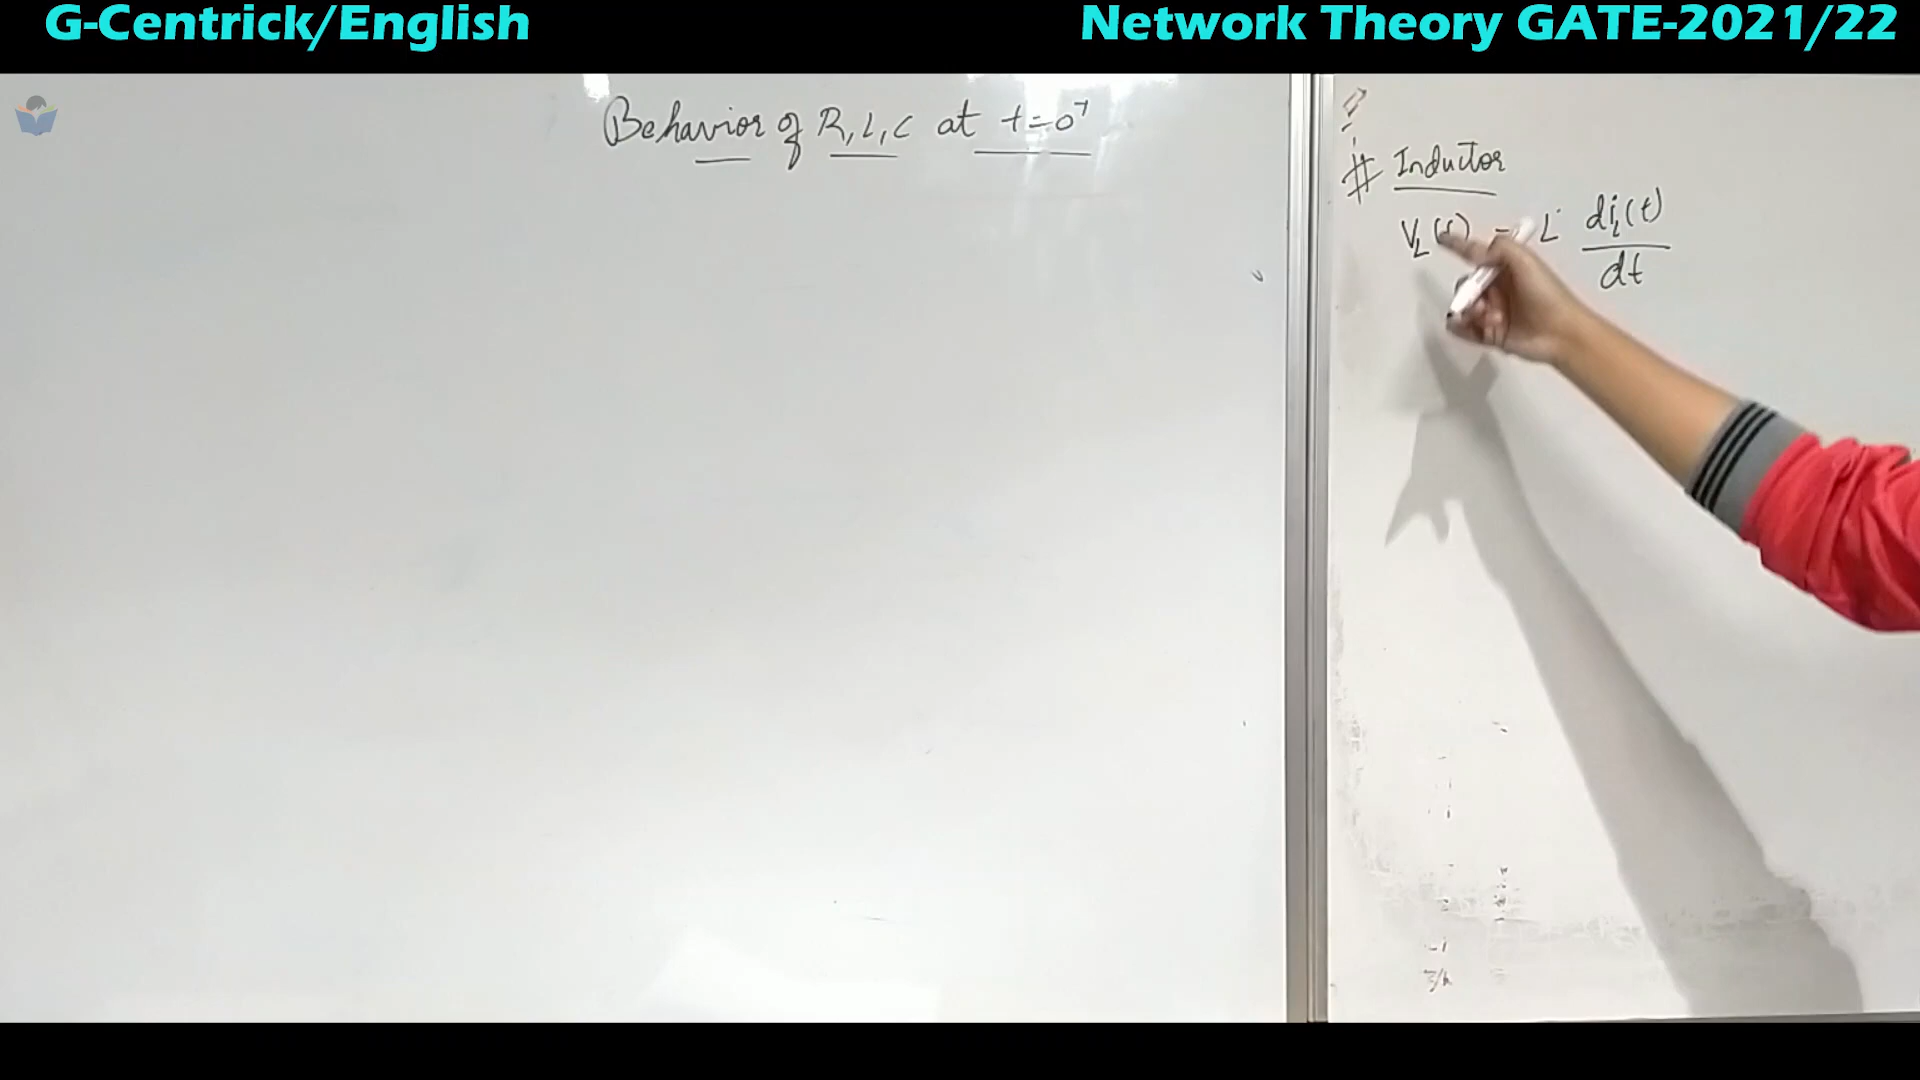 G-Centrick/English
Network Theory GATE-2021/22
Behavior of R, L, C at t=0⁺
# Inductor
V_L(t) = L di_L(t)/dt